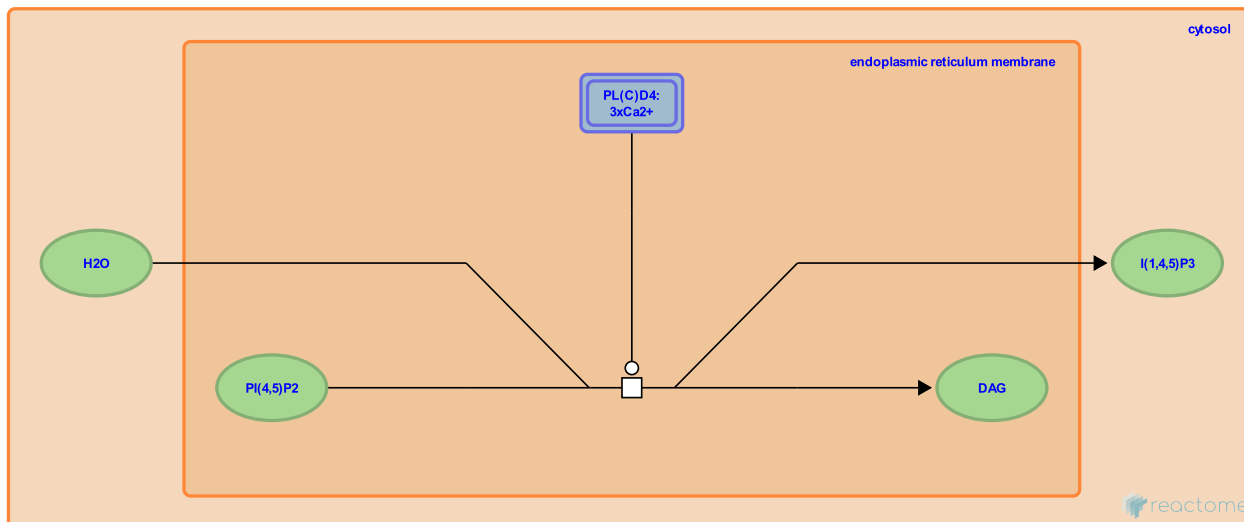 cytosol
endoplasmic reticulum membrane
PL(C)D4:
3xCa2+
H2O
I(1,4,5)P3
PI(4,5)P2
DAG
reactome